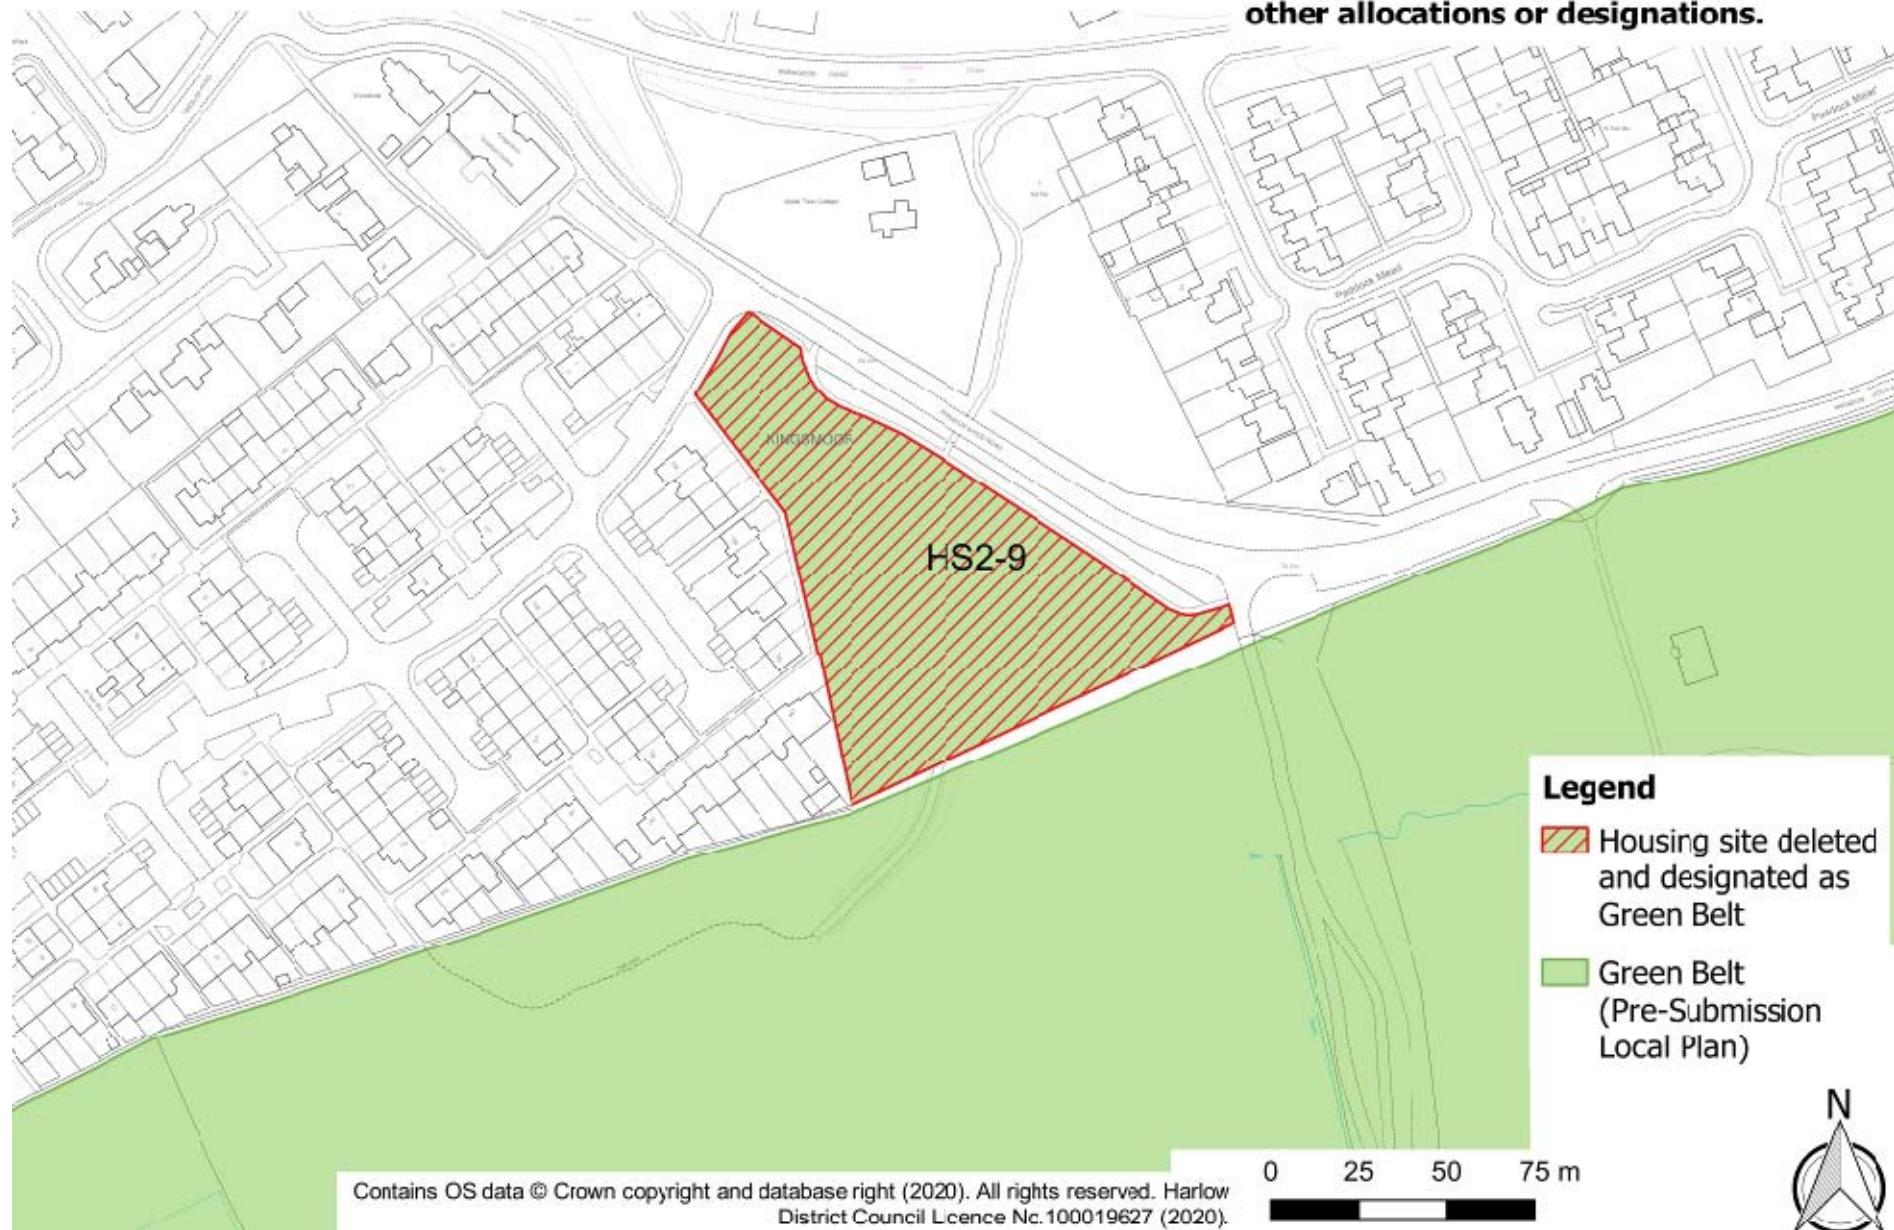 other allocations or designations.
Paddock Mead
Paddock Mead
KINGSMOOR
HS2-9
Legend
Housing site deleted
and designated as
Green Belt
Green Belt
(Pre-Submission
Local Plan)
N
0 25 50 75 m
Contains OS data © Crown copyright and database right (2020). All rights reserved. Harlow
District Council Licence No.100019627 (2020).